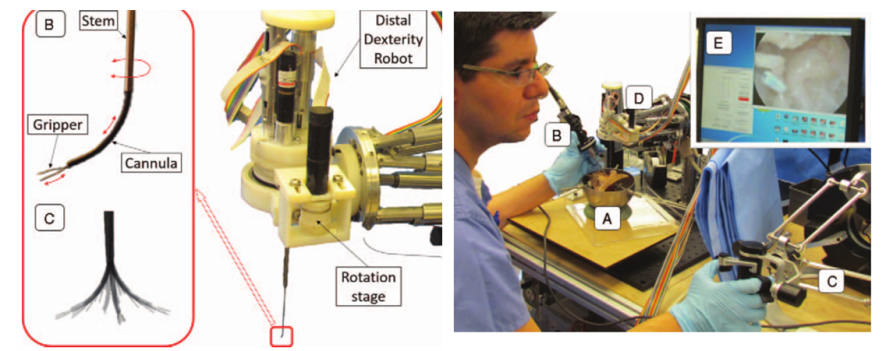 B
Stem
Gripper
Cannula
C
Distal
Dexterity
Robot
Rotation
stage
E
D
B
A
C